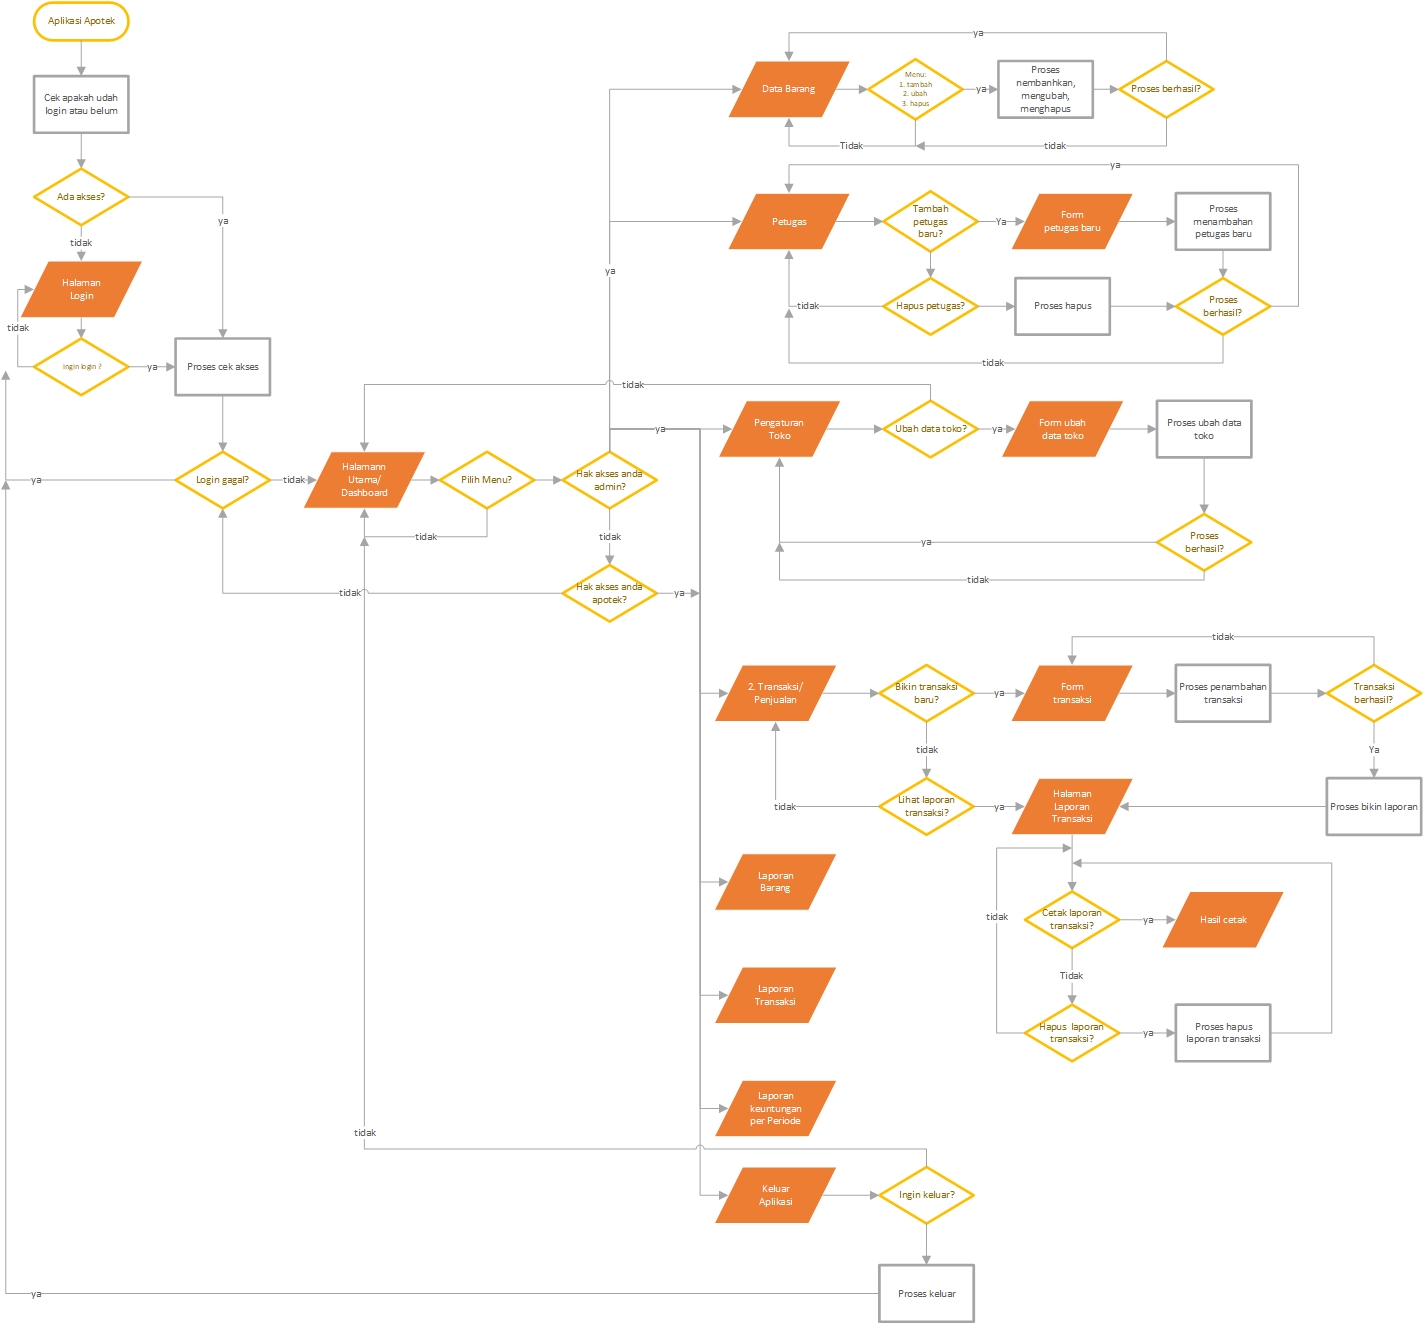 Aplikasi Apotek
Cek apakah udah
login atau belum
Ada akses?
ya
tidak
Halaman
Login
tidak
Ingin login ?
ya
Proses cek akses
ya
Login gagal?
tidak
Halamann
Utama/
Dashboard
Pilih Menu?
tidak
Hak akses anda
admin?
tidak
Hak akses anda
apotek?
tidak
ya
ya
ya
tidak
ya
Data Barang
Menu:
1. tambah
2. ubah
3. hapus
ya
Proses
nembanhkan,
mengubah,
menghapus
Proses berhasil?
Tidak
tidak
ya
Petugas
Tambah
petugas
baru?
Ya
Form
petugas baru
Proses
menambahan
petugas baru
tidak
Hapus petugas?
Proses hapus
Proses
berhasil?
tidak
Pengaturan
Toko
Ubah data toko?
ya
Form ubah
data toko
Proses ubah data
toko
ya
Proses
berhasil?
tidak
tidak
2. Transaksi/
Penjualan
Bikin transaksi
baru?
ya
Form
transaksi
Proses penambahan
transaksi
Transaksi
berhasil?
tidak
Ya
tidak
Lihat laporan
transaksi?
ya
Halaman
Laporan
Transaksi
Proses bikin laporan
Laporan
Barang
tidak
Cetak laporan
transaksi?
ya
Hasil cetak
Tidak
Laporan
Transaksi
Hapus  laporan
transaksi?
ya
Proses hapus
laporan transaksi
Laporan
keuntungan
per Periode
tidak
Keluar
Aplikasi
Ingin keluar?
ya
Proses keluar